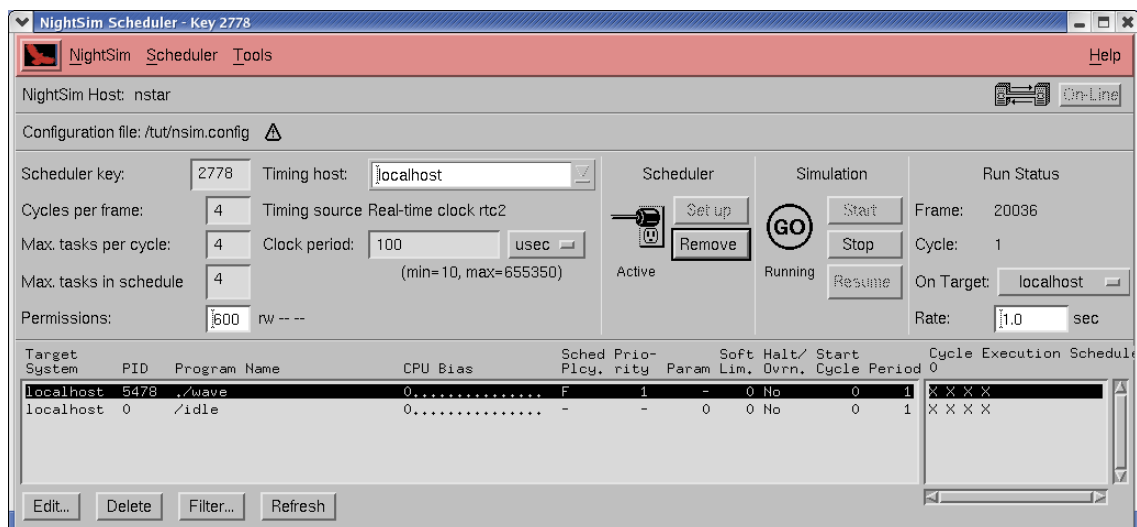 NightSim Scheduler - Key 2778
NightSim Scheduler Tools Help
NightSim Host: nstar On-Line
Configuration file: /tut/nsim.config
Scheduler key: 2778 Timing host: localhost Scheduler Simulation Run Status
Cycles per frame: 4 Timing source Real-time clock rtc2 Set up GO Start Frame: 20036
Max. tasks per cycle: 4 Clock period: 100 usec Remove Stop Cycle: 1
(min=10, max=655350)
Max. tasks in schedule 4 Active Running Resume On Target: localhost
Permissions: 600 rw -- -- Rate: 1.0 sec
Target Sched Prio- Soft Halt/ Start Cycle Execution Schedule
System PID Program Name CPU Bias Plcy. rity Param Lim. Ovrn. Cycle Period 0
localhost 5478 ./wave 0............... F 1 - 0 No 0 1 X X X X
localhost 0 /idle 0............... - - 0 0 No 0 1 X X X X
Edit... Delete Filter... Refresh